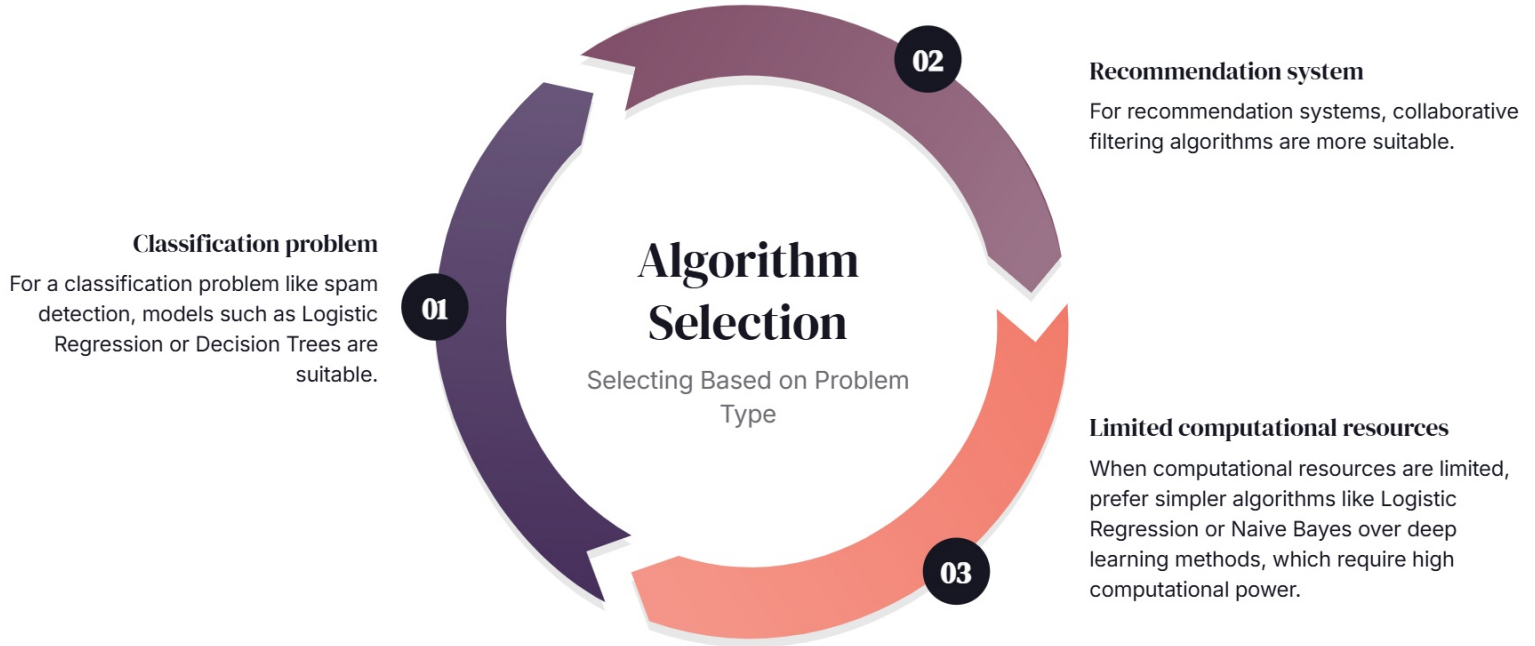 Algorithm
Selection
Selecting Based on Problem
Type
01
Classification problem
For a classification problem like spam
detection, models such as Logistic
Regression or Decision Trees are
suitable.
02
Recommendation system
For recommendation systems, collaborative
filtering algorithms are more suitable.
03
Limited computational resources
When computational resources are limited,
prefer simpler algorithms like Logistic
Regression or Naive Bayes over deep
learning methods, which require high
computational power.